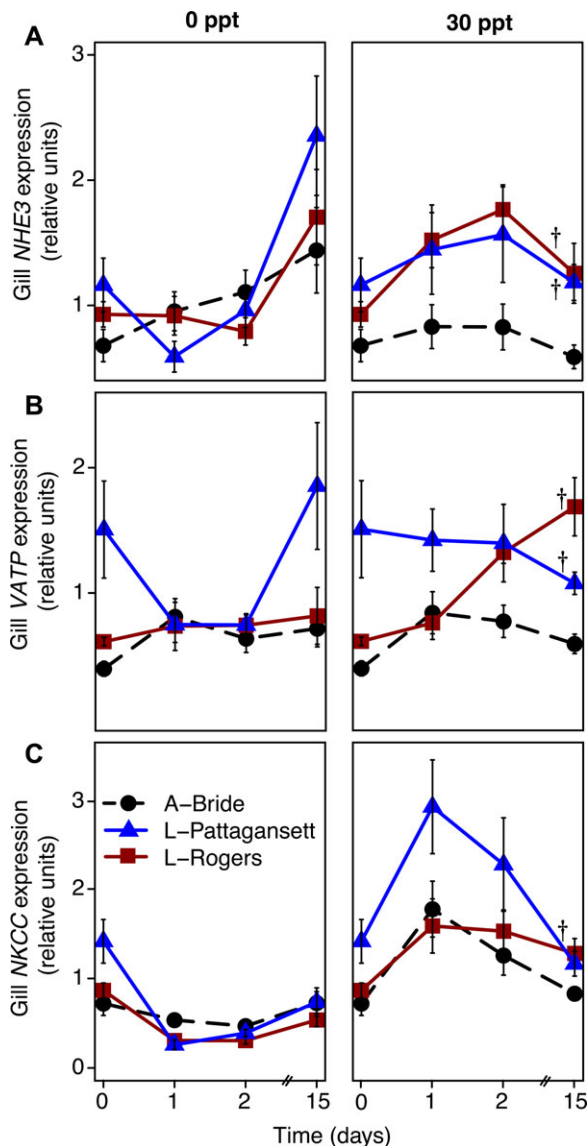 0 ppt
30 ppt
A
Gill NHE3 expression
(relative units)
3
2
1
†
†
B
Gill VATP expression
(relative units)
2
1
†
†
C
Gill NKCC expression
(relative units)
3
2
1
0
A−Bride
L−Pattagansett
L−Rogers
†
0 1 2 // 15
0 1 2 // 15
Time (days)